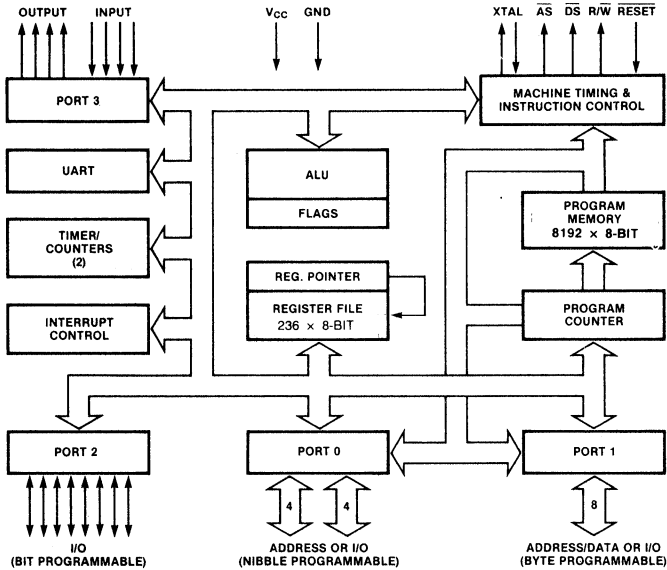 OUTPUT INPUT VCC GND XTAL AS DS R/W RESET
PORT 3
MACHINE TIMING &
INSTRUCTION CONTROL
UART
ALU
FLAGS
PROGRAM
MEMORY
8192 × 8-BIT
TIMER/
COUNTERS
(2)
REG. POINTER
REGISTER FILE
236 × 8-BIT
INTERRUPT
CONTROL
PROGRAM
COUNTER
PORT 2
PORT 0
PORT 1
4 4 8
I/O
(BIT PROGRAMMABLE)
ADDRESS OR I/O
(NIBBLE PROGRAMMABLE)
ADDRESS/DATA OR I/O
(BYTE PROGRAMMABLE)